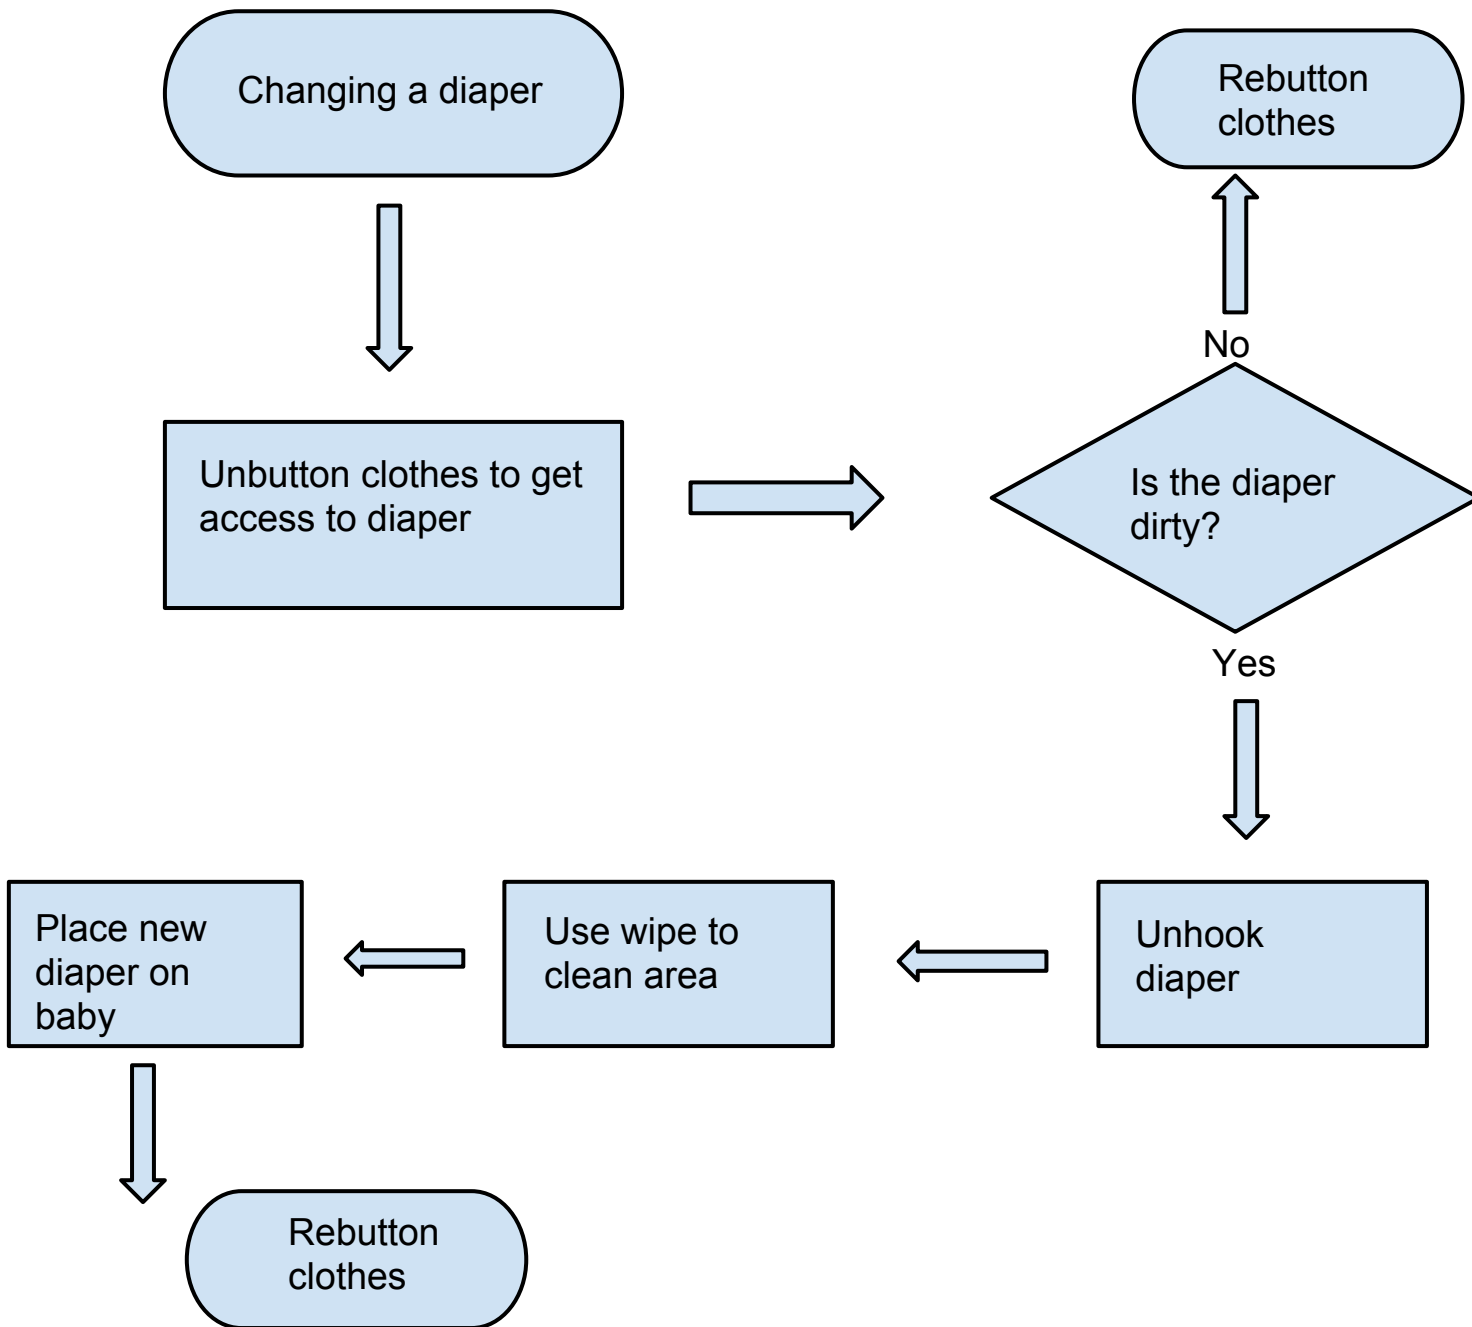 Changing a diaper
Unbutton clothes to get
access to diaper
Is the diaper
dirty?
No
Rebutton
clothes
Yes
Unhook
diaper
Use wipe to
clean area
Place new
diaper on
baby
Rebutton
clothes